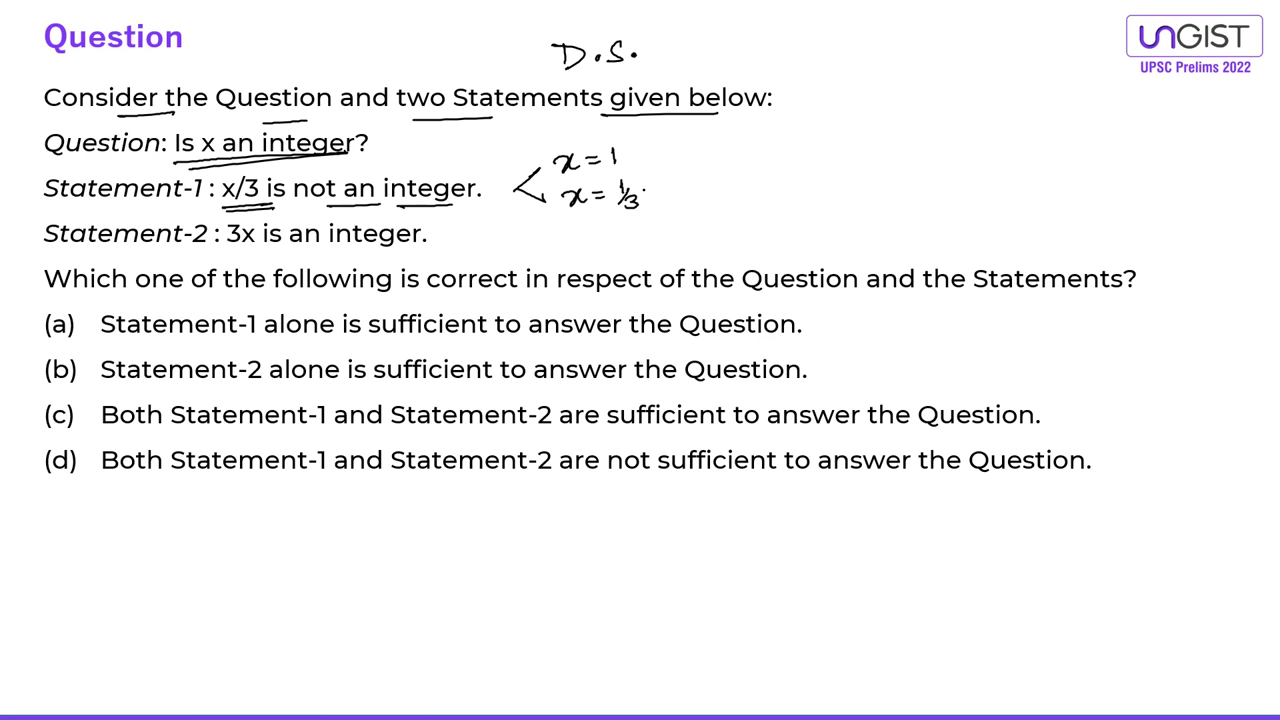 Question
UNGIST
UPSC Prelims 2022
D.S.
Consider the Question and two Statements given below:
Question: Is x an integer?
x = 1
Statement-1 : x/3 is not an integer.
x = 1/3
Statement-2 : 3x is an integer.
Which one of the following is correct in respect of the Question and the Statements?
(a) Statement-1 alone is sufficient to answer the Question.
(b) Statement-2 alone is sufficient to answer the Question.
(c) Both Statement-1 and Statement-2 are sufficient to answer the Question.
(d) Both Statement-1 and Statement-2 are not sufficient to answer the Question.